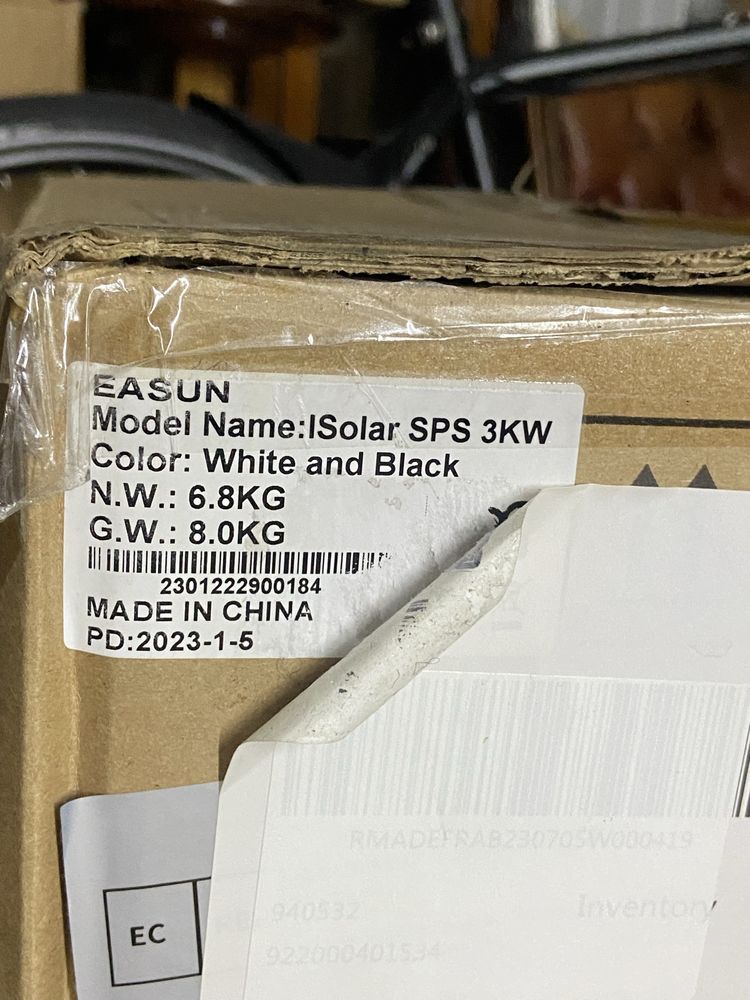 EASUN
Model Name:ISolar SPS 3KW
Color: White and Black
N.W.: 6.8KG
G.W.: 8.0KG
2301222900184
MADE IN CHINA
PD:2023-1-5
RMADEFRAB230705W000419
940532
Inventory
922000401534
EC